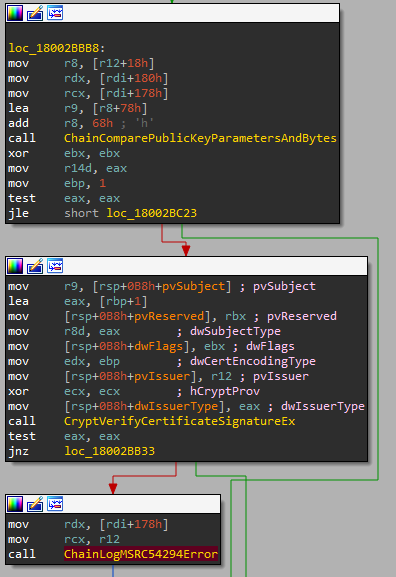 loc_18002BBB8:
mov r8, [r12+18h]
mov rdx, [rdi+180h]
mov rcx, [rdi+178h]
lea r9, [r8+78h]
add r8, 68h ; 'h'
call ChainComparePublicKeyParametersAndBytes
xor ebx, ebx
mov r14d, eax
mov ebp, 1
test eax, eax
jle short loc_18002BC23
mov r9, [rsp+0B8h+pvSubject] ; pvSubject
lea eax, [rbp+1]
mov [rsp+0B8h+pvReserved], rbx ; pvReserved
mov r8d, eax ; dwSubjectType
mov [rsp+0B8h+dwFlags], ebx ; dwFlags
mov edx, ebp ; dwCertEncodingType
mov [rsp+0B8h+pvIssuer], r12 ; pvIssuer
xor ecx, ecx ; hCryptProv
mov [rsp+0B8h+dwIssuerType], eax ; dwIssuerType
call CryptVerifyCertificateSignatureEx
test eax, eax
jnz loc_18002BB33
mov rdx, [rdi+178h]
mov rcx, r12
call ChainLogMSRC54294Error